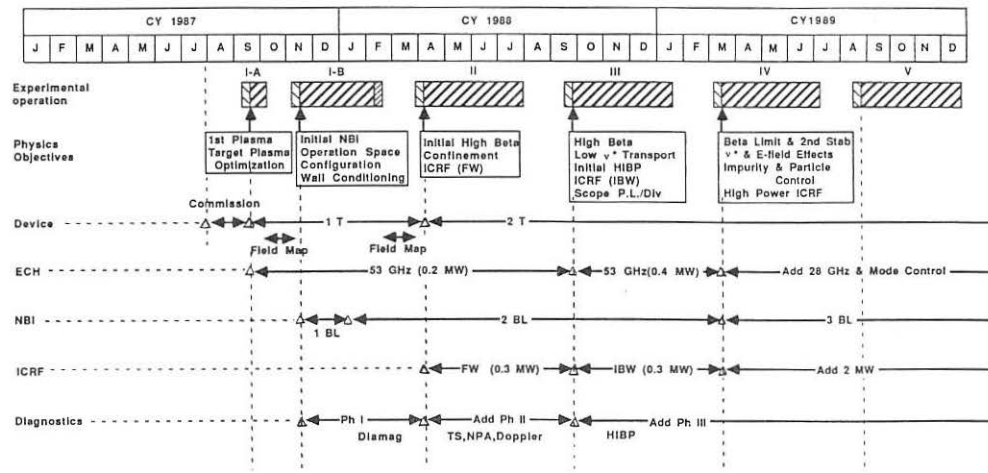 CY 1987 CY 1988 CY1989
J F M A M J J A S O N D J F M A M J J A S O N D J F M A M J J A S O N D
I-A I-B II III IV V
Experimental
operation
Physics
Objectives
1st Plasma
Target Plasma
Optimization
Initial NBI
Operation Space
Configuration
Wall Conditioning
Initial High Beta
Confinement
ICRF (FW)
High Beta
Low ν* Transport
Initial HIBP
ICRF (IBW)
Scope P.L./Div
Beta Limit & 2nd Stab
ν* & E-field Effects
Impurity & Particle
Control
High Power ICRF
Commission
Device 1 T 2 T
Field Map Field Map
ECH 53 GHz (0.2 MW) 53 GHz(0.4 MW) Add 28 GHz & Mode Control
NBI 2 BL 3 BL
1 BL
ICRF FW (0.3 MW) IBW (0.3 MW) Add 2 MW
Diagnostics Ph I Add Ph II Add Ph III
Diamag TS,NPA,Doppler HIBP